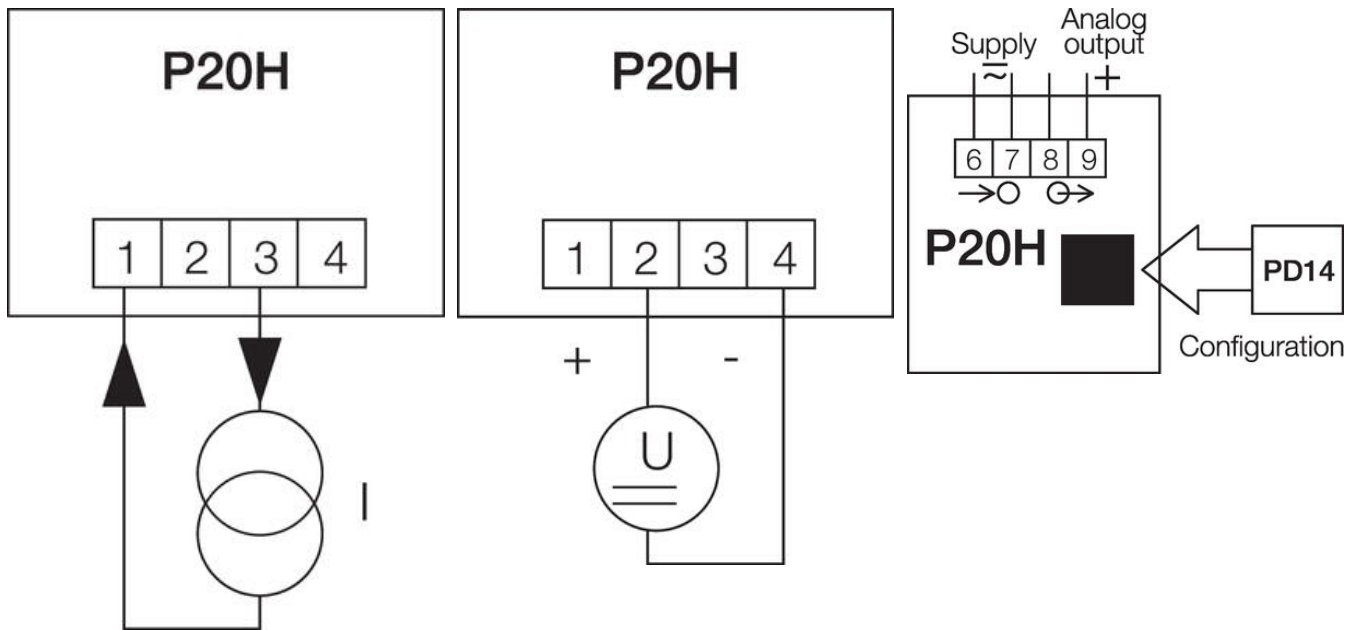 P20H
1 2 3 4
I
P20H
1 2 3 4
+ -
U
Supply
Analog
output
+
6 7 8 9
P20H
PD14
Configuration